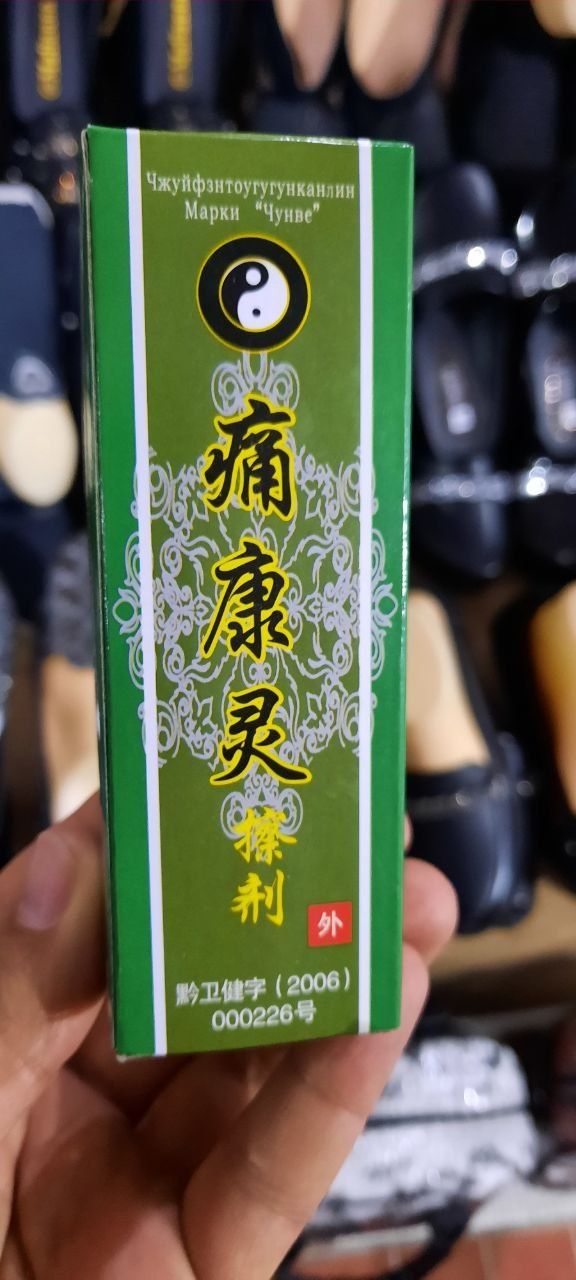 Чжуйфзнтоугугунканлин
Марки “Чунве”
痛康灵
擦剂
外
黔卫健字（2006）
000226号